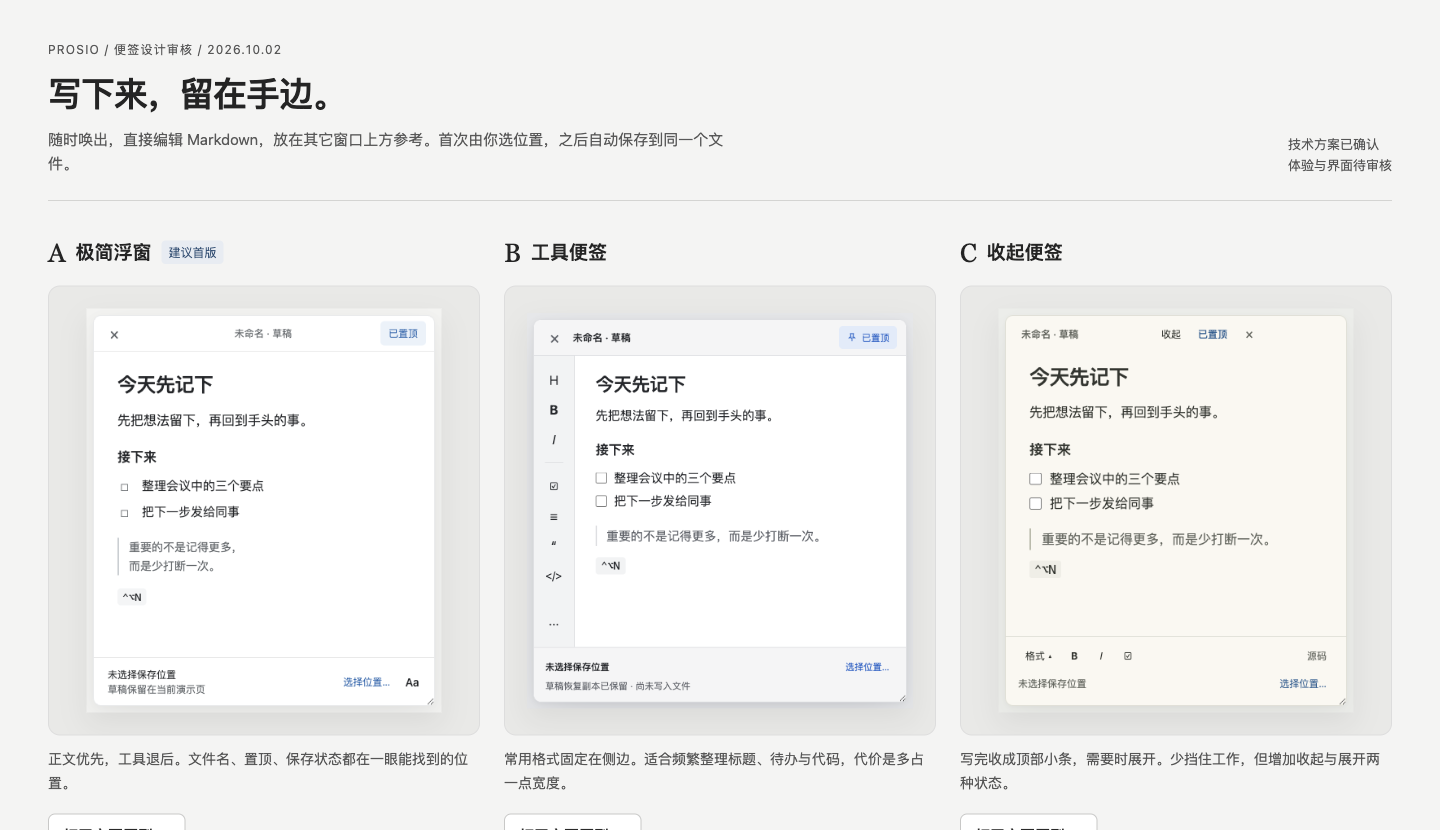 PROSIO / 便签设计审核 / 2026.10.02
写下来，留在手边。
随时唤出，直接编辑 Markdown，放在其它窗口上方参考。首次由你选位置，之后自动保存到同一个文
件。
技术方案已确认
体验与界面待审核
A 极简浮窗 建议首版
× 未命名 · 草稿 已置顶
今天先记下
先把想法留下，再回到手头的事。
接下来
整理会议中的三个要点
把下一步发给同事
重要的不是记得更多，
而是少打断一次。
^⌥N
未选择保存位置
草稿保留在当前演示页
选择位置… Aa
正文优先，工具退后。文件名、置顶、保存状态都在一眼能找到的位
置。
B 工具便签
× 未命名 · 草稿 已置顶
H
B
I
“
</>
…
今天先记下
先把想法留下，再回到手头的事。
接下来
整理会议中的三个要点
把下一步发给同事
重要的不是记得更多，而是少打断一次。
^⌥N
未选择保存位置 选择位置…
草稿恢复副本已保留 · 尚未写入文件
常用格式固定在侧边。适合频繁整理标题、待办与代码，代价是多占
一点宽度。
C 收起便签
未命名 · 草稿 收起 已置顶 ×
今天先记下
先把想法留下，再回到手头的事。
接下来
整理会议中的三个要点
把下一步发给同事
重要的不是记得更多，而是少打断一次。
^⌥N
格式 B I 源码
未选择保存位置 选择位置…
写完收成顶部小条，需要时展开。少挡住工作，但增加收起与展开两
种状态。